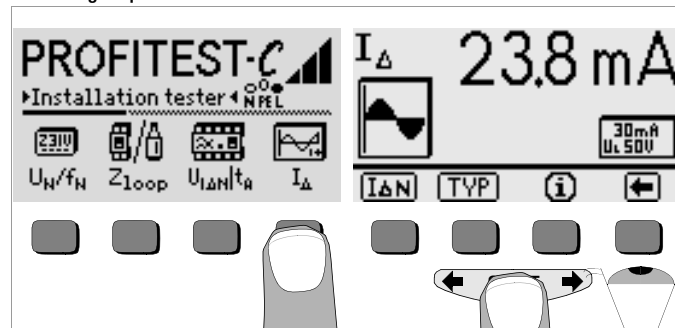 PROFITEST-C
Installation tester
N PE L
231V
UN/fN
Zloop
UIΔN|tA
IΔ
IΔ
23.8 mA
30mA
UL 50V
IΔN
TYP
i